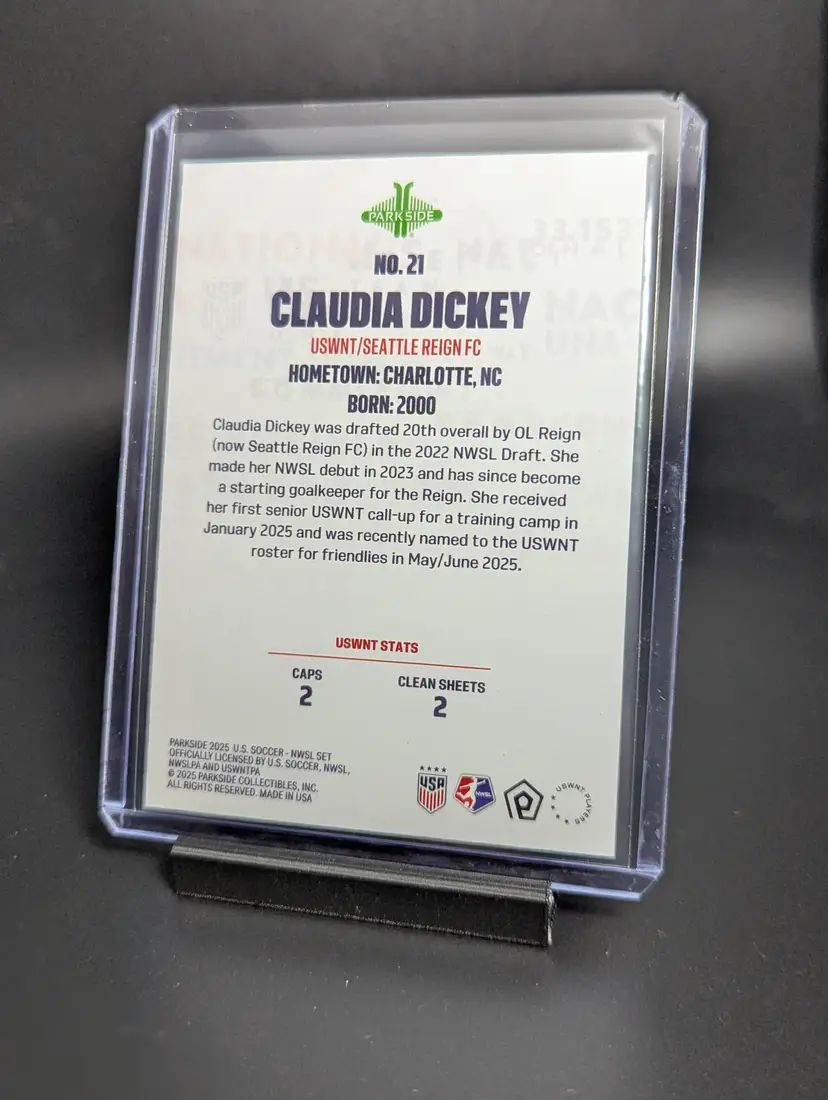 PARKSIDE
NO. 21
CLAUDIA DICKEY
USWNT/SEATTLE REIGN FC
HOMETOWN: CHARLOTTE, NC
BORN: 2000
Claudia Dickey was drafted 20th overall by OL Reign
(now Seattle Reign FC) in the 2022 NWSL Draft. She
made her NWSL debut in 2023 and has since become
a starting goalkeeper for the Reign. She received
her first senior USWNT call-up for a training camp in
January 2025 and was recently named to the USWNT
roster for friendlies in May/June 2025.
USWNT STATS
CAPS
2
CLEAN SHEETS
2
PARKSIDE 2025 U.S. SOCCER - NWSL SET
OFFICIALLY LICENSED BY U.S. SOCCER, NWSL,
NWSLPA AND USWNTPA
© 2025 PARKSIDE COLLECTIBLES, INC.
ALL RIGHTS RESERVED. MADE IN USA
USA
NWSL
USWNT PLAYERS